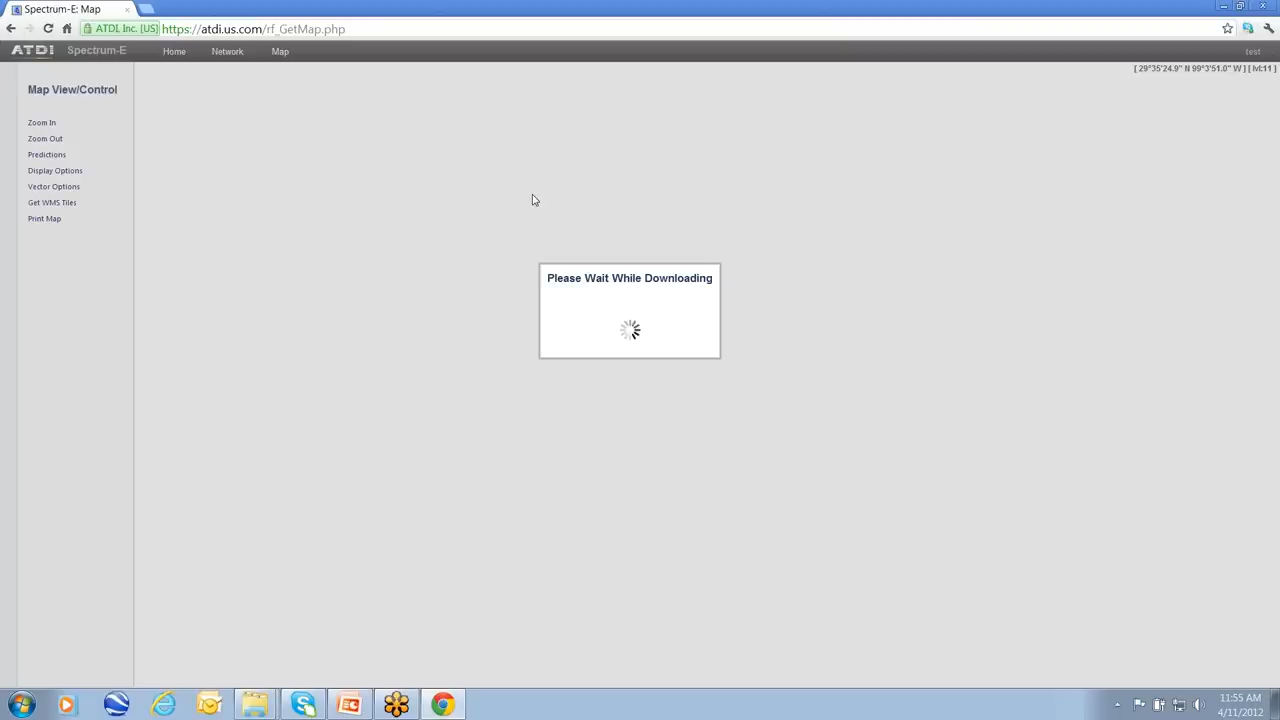 Spectrum-E: Map
ATDI, Inc. [US] https://atdi.us.com/rf_GetMap.php
ATDI Spectrum-E Home Network Map test
[ 29°35'24.9" N 99°3'51.0" W ] [ lvl:11 ]
Map View/Control
Zoom In
Zoom Out
Predictions
Display Options
Vector Options
Get WMS Tiles
Print Map
Please Wait While Downloading
11:55 AM
4/11/2012